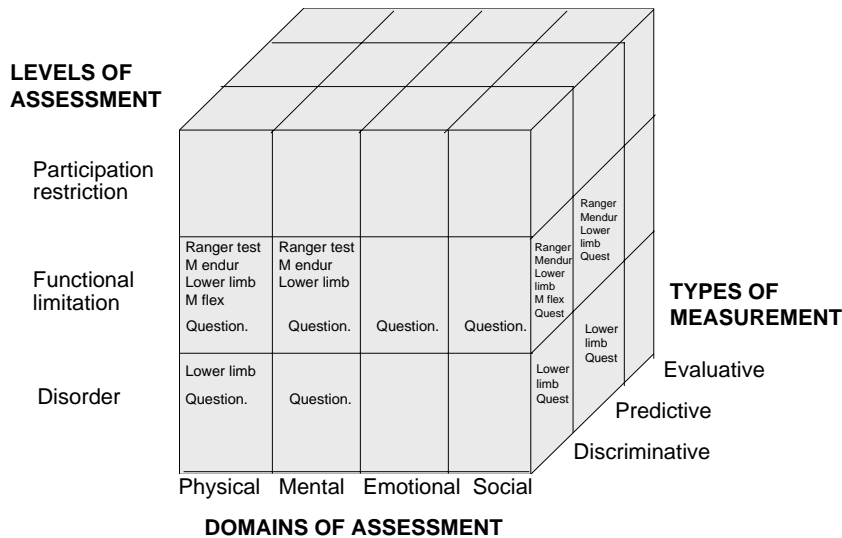 LEVELS OF
ASSESSMENT
Participation
restriction
Functional
limitation
Disorder
Ranger test
M endur
Lower limb
M flex
Question.
Ranger test
M endur
Lower limb
Question.
Question.
Question.
Lower limb
Question.
Question.
Ranger
Mendur
Lower
limb
M flex
Quest
Ranger
Mendur
Lower
limb
Quest
Lower
limb
Quest
Lower
limb
Quest
TYPES OF
MEASUREMENT
Evaluative
Predictive
Discriminative
Physical Mental Emotional Social
DOMAINS OF ASSESSMENT